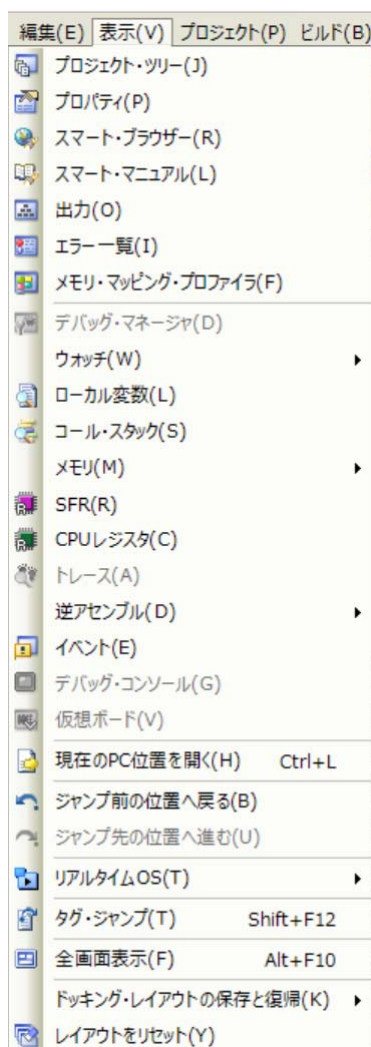 編集(E) 表示(V) プロジェクト(P) ビルド(B)
プロジェクト・ツリー(J)
プロパティ(P)
スマート・ブラウザー(R)
スマート・マニュアル(L)
出力(O)
エラー一覧(I)
メモリ・マッピング・プロファイラ(F)
デバッグ・マネージャ(D)
ウォッチ(W)
ローカル変数(L)
コール・スタック(S)
メモリ(M)
SFR(R)
CPUレジスタ(C)
トレース(A)
逆アセンブル(D)
イベント(E)
デバッグ・コンソール(G)
仮想ボード(V)
現在のPC位置を開く(H) Ctrl+L
ジャンプ前の位置へ戻る(B)
ジャンプ先の位置へ進む(U)
リアルタイムOS(T)
タグ・ジャンプ(T) Shift+F12
全画面表示(F) Alt+F10
ドッキング・レイアウトの保存と復帰(K)
レイアウトをリセット(Y)